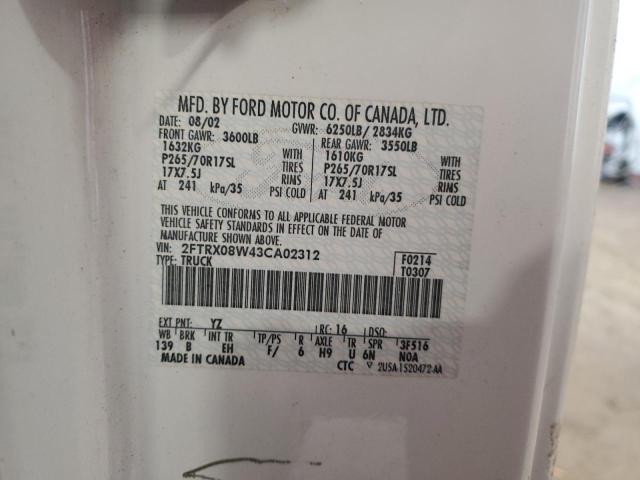 MFD. BY FORD MOTOR CO. OF CANADA, LTD.
DATE: 08/02 GVWR: 6250LB/ 2834KG
FRONT GAWR: 3600LB REAR GAWR: 3550LB
1632KG WITH 1610KG WITH
P265/70R17SL TIRES P265/70R17SL TIRES
17X7.5J RINS 17X7.5J RINS
AT 241 kPa/35 PSI COLD AT 241 kPa/35 PSI COLD
THIS VEHICLE CONFORMS TO ALL APPLICABLE FEDERAL MOTOR
VEHICLE SAFETY STANDARDS IN EFFECT ON THE DATE OF
MANUFACTURE SHOWN ABOVE.
VIN: 2FTRX08W43CA02312 F0214
TYPE: TRUCK T0307
EXT PNT: YZ RC: 16 DSO:
WB BRK INT TR TP/PS R AXLE TR SPR 3F516
139 B EH F/ 6 H9 U 6N N0A
MADE IN CANADA CTC 2USA-1520472-AA